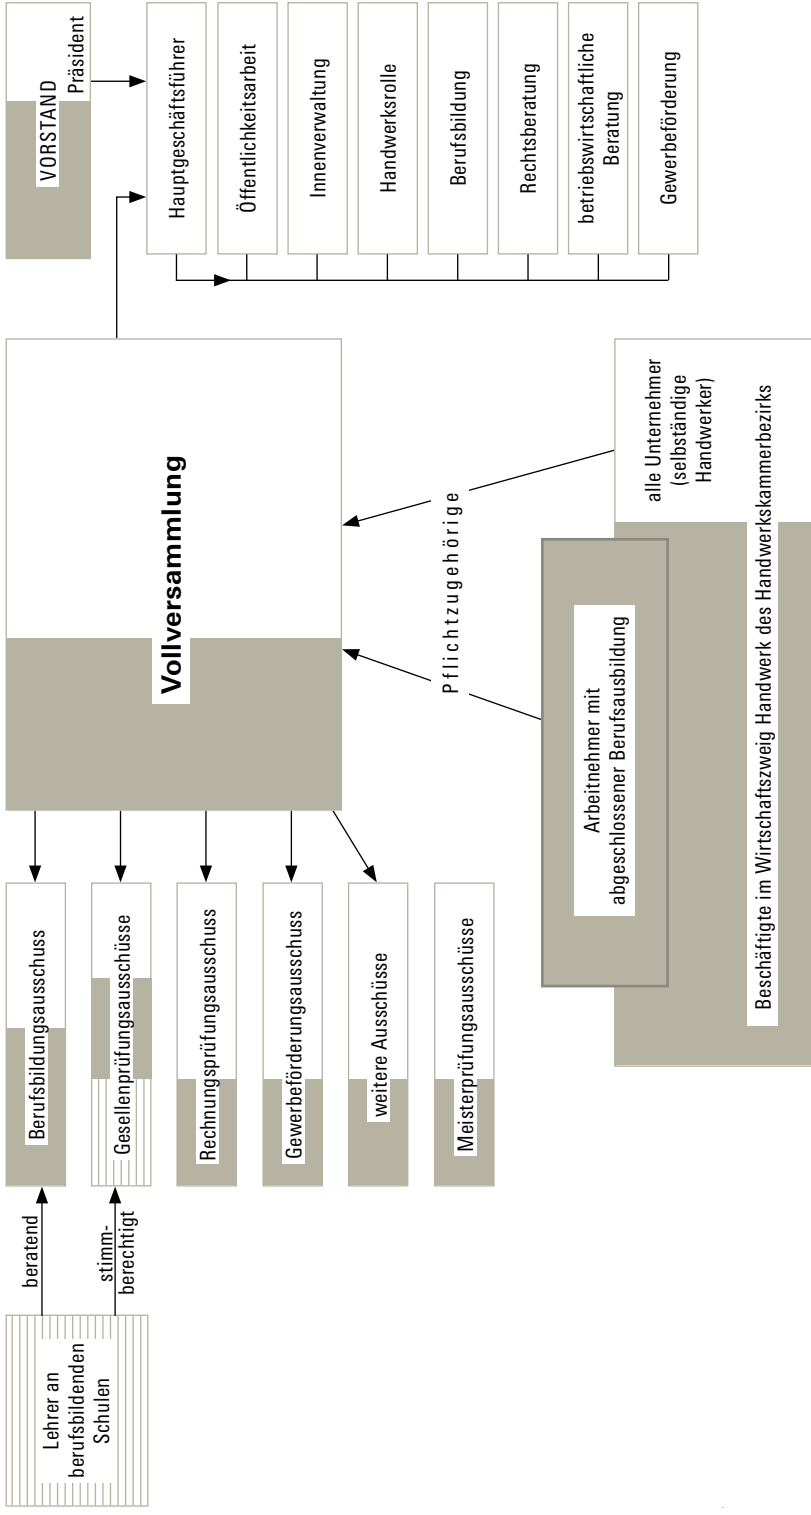 Lehrer an
berufsbildenden
Schulen
beratend
stimm-
berechtigt
Berufsbildungsausschuss
Gesellenprüfungsausschüsse
Rechnungsprüfungsausschuss
Gewerbeförderungsausschuss
weitere Ausschüsse
Meisterprüfungsausschüsse
Vollversammlung
Pflichtzugehörige
Arbeitnehmer mit
abgeschlossener Berufsausbildung
alle Unternehmer
(selbständige
Handwerker)
Beschäftigte im Wirtschaftszweig Handwerk des Handwerkskammerbezirks
VORSTAND
Präsident
Hauptgeschäftsführer
Öffentlichkeitsarbeit
Innenverwaltung
Handwerksrolle
Berufsbildung
Rechtsberatung
betriebswirtschaftliche
Beratung
Gewerbeförderung